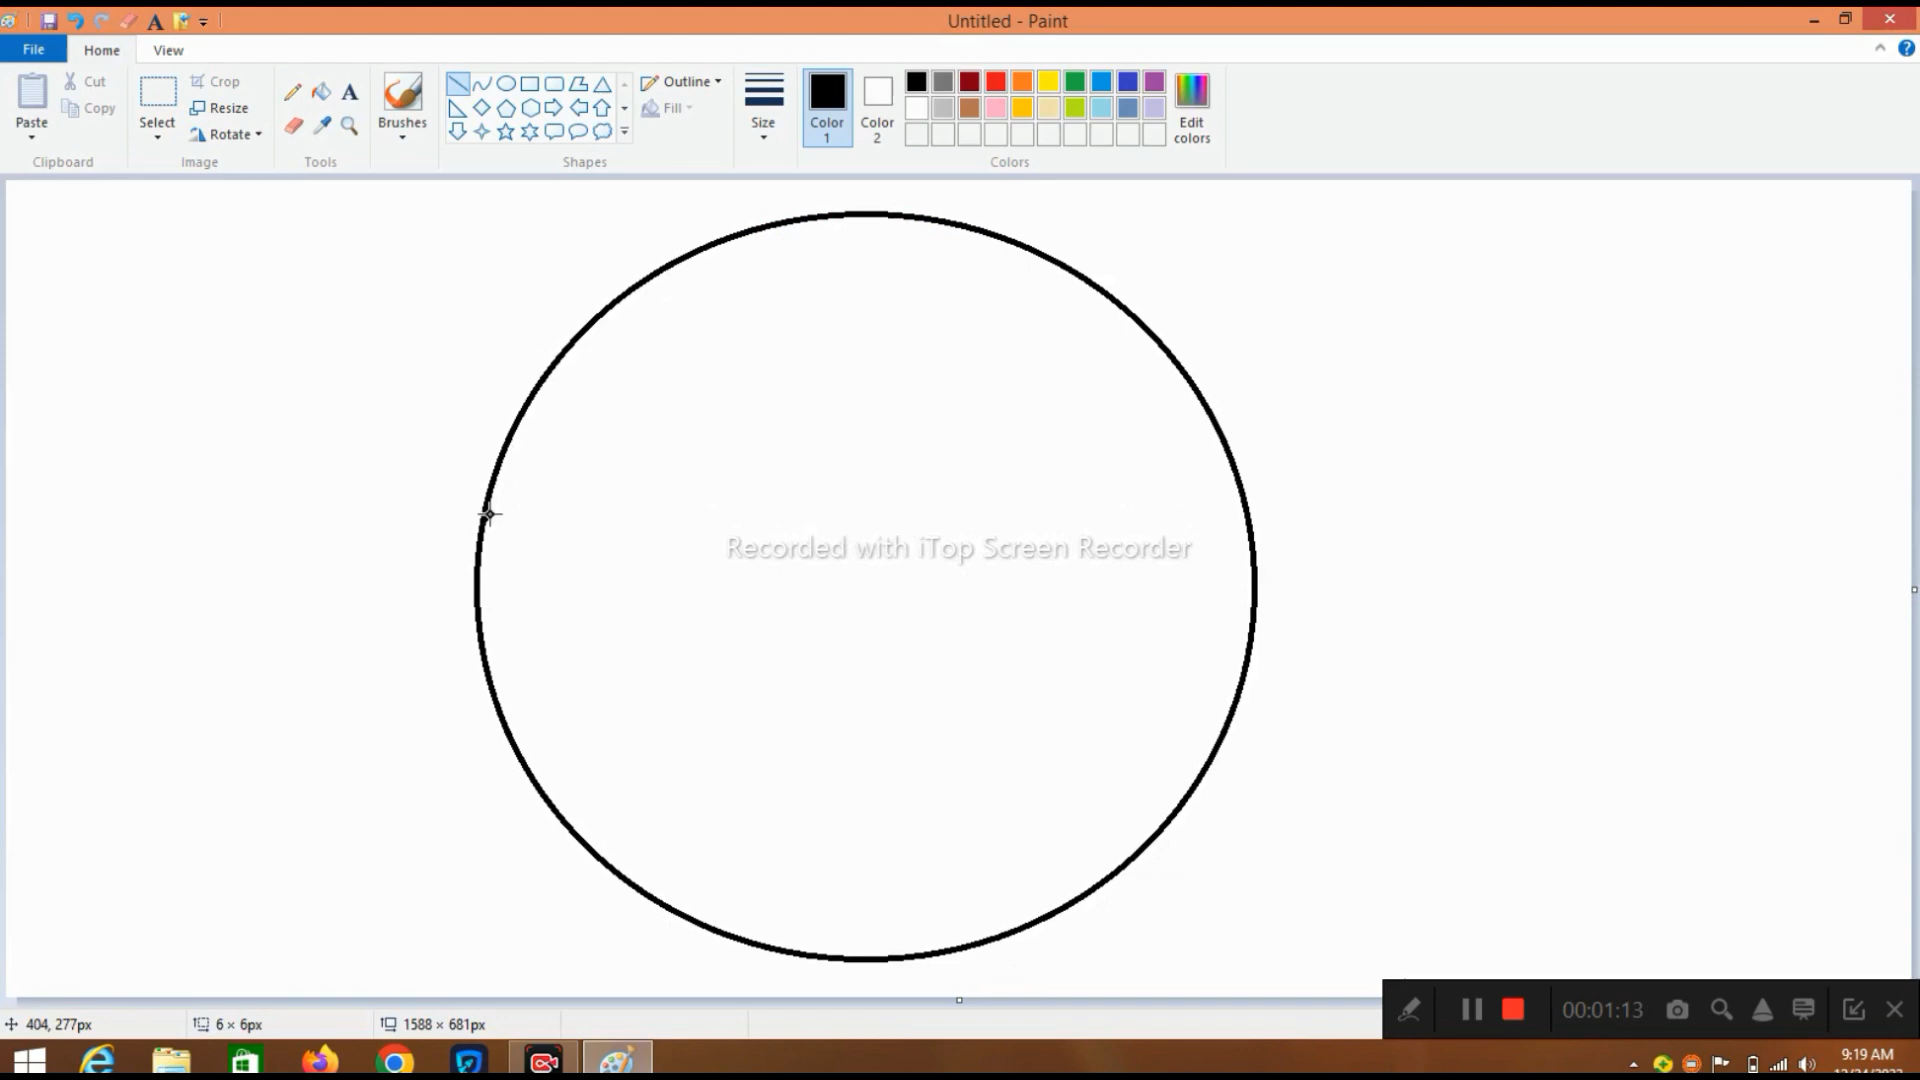 Untitled - Paint
File
Home
View
Paste
Cut
Copy
Clipboard
Select
Crop
Resize
Rotate
Image
Tools
Brushes
Shapes
Outline
Fill
Size
Color
1
Color
2
Edit
colors
Colors
Recorded with iTop Screen Recorder
404, 277px
6 × 6px
1588 × 681px
00:01:13
9:19 AM